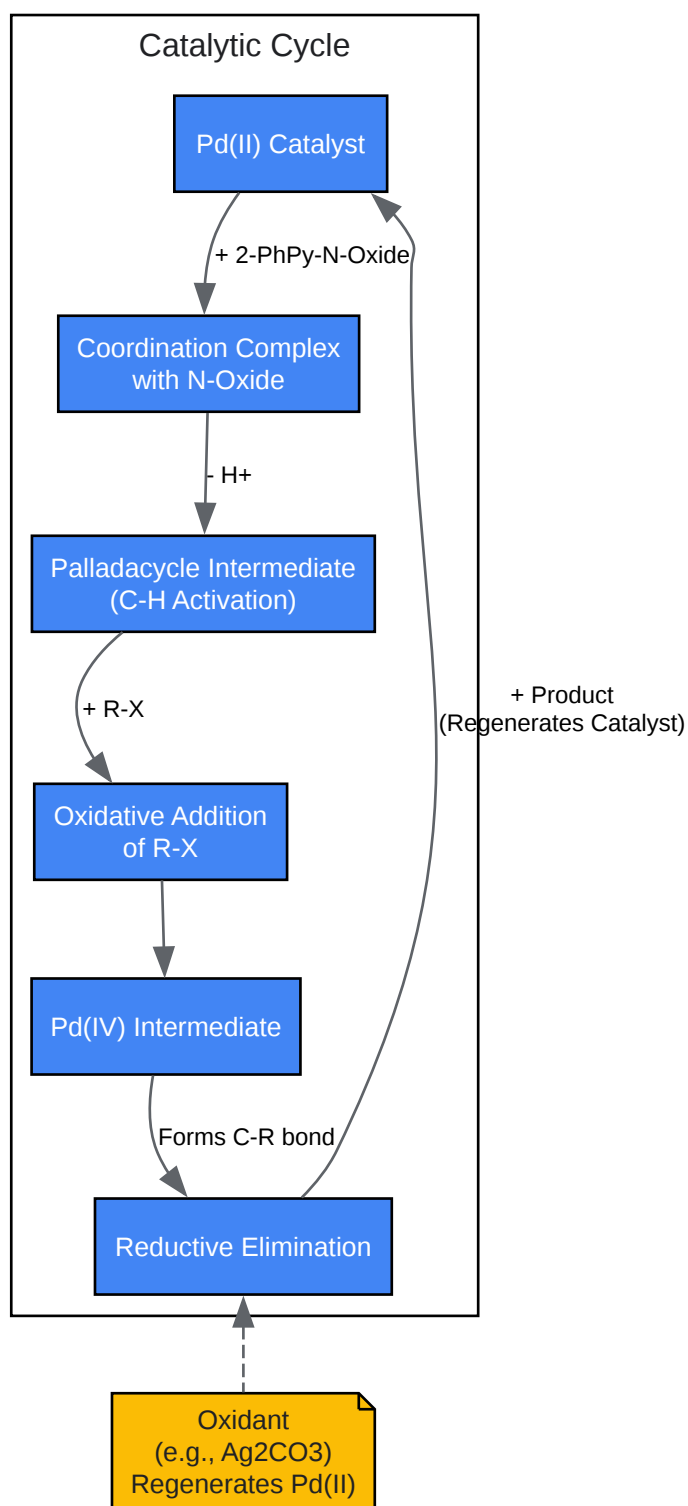 Catalytic Cycle
Pd(II) Catalyst
+ 2-PhPy-N-Oxide
Coordination Complex
with N-Oxide
- H+
Palladacycle Intermediate
(C-H Activation)
+ R-X
+ Product
(Regenerates Catalyst)
Oxidative Addition
of R-X
Pd(IV) Intermediate
Forms C-R bond
Reductive Elimination
Oxidant
(e.g., Ag2CO3)
Regenerates Pd(II)